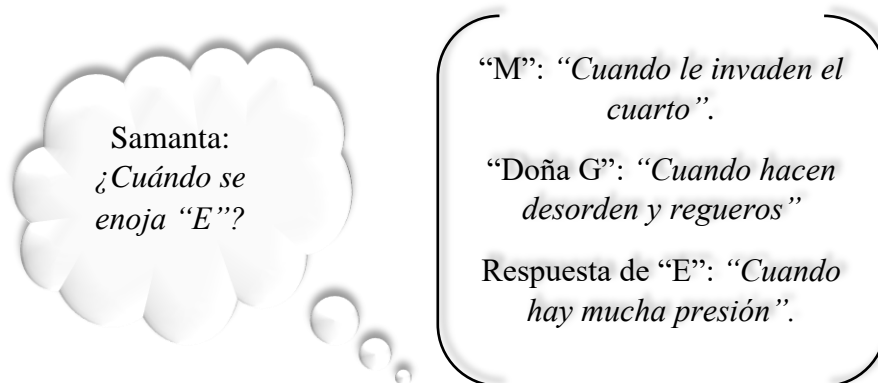 Samanta:
¿Cuándo se
enoja “E”?
“M”: “Cuando le invaden el
cuarto”.
“Doña G”: “Cuando hacen
desorden y regueros”
Respuesta de “E”: “Cuando
hay mucha presión”.